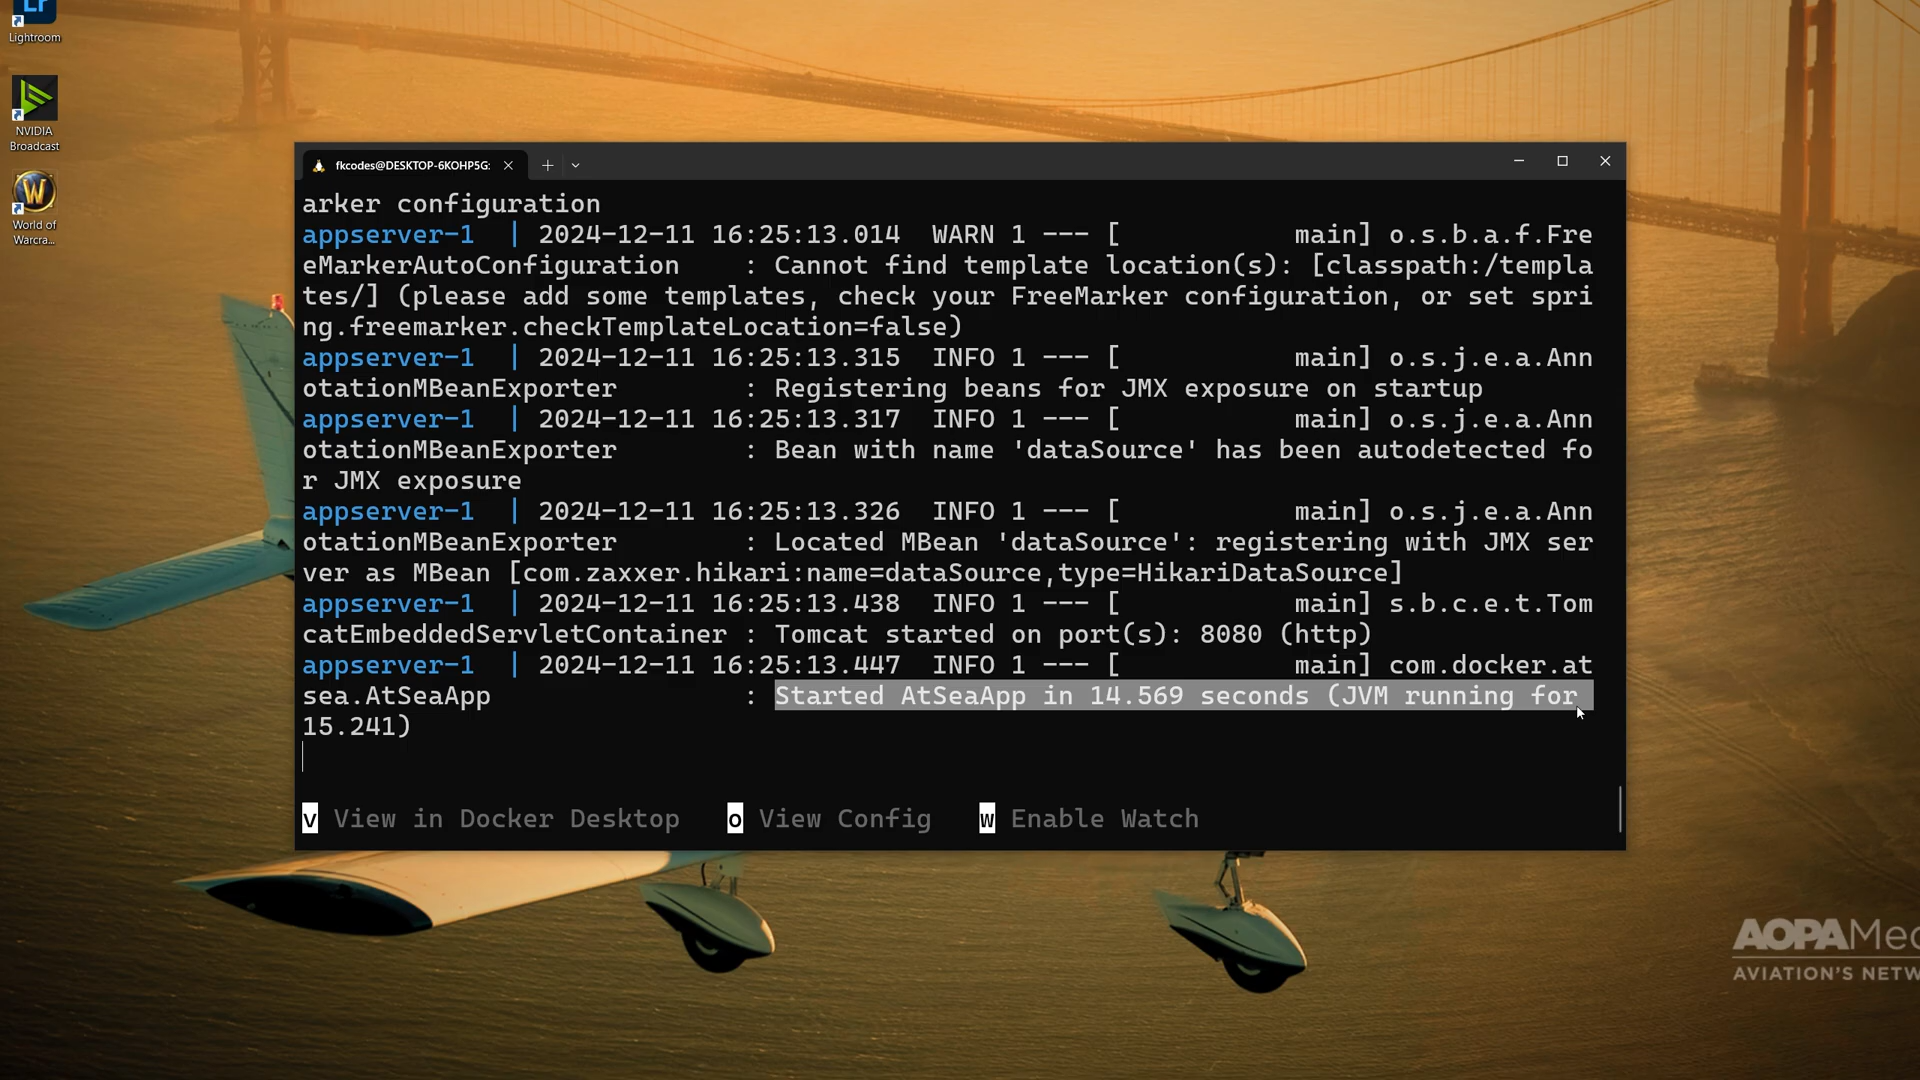 Lightroom
NVIDIA
Broadcast
World of
Warcra...
fkcodes@DESKTOP-6KOHP5G:
arker configuration
appserver-1  | 2024-12-11 16:25:13.014  WARN 1 --- [           main] o.s.b.a.f.Fre
eMarkerAutoConfiguration    : Cannot find template location(s): [classpath:/templa
tes/] (please add some templates, check your FreeMarker configuration, or set spri
ng.freemarker.checkTemplateLocation=false)
appserver-1  | 2024-12-11 16:25:13.315  INFO 1 --- [           main] o.s.j.e.a.Ann
otationMBeanExporter        : Registering beans for JMX exposure on startup
appserver-1  | 2024-12-11 16:25:13.317  INFO 1 --- [           main] o.s.j.e.a.Ann
otationMBeanExporter        : Bean with name 'dataSource' has been autodetected fo
r JMX exposure
appserver-1  | 2024-12-11 16:25:13.326  INFO 1 --- [           main] o.s.j.e.a.Ann
otationMBeanExporter        : Located MBean 'dataSource': registering with JMX ser
ver as MBean [com.zaxxer.hikari:name=dataSource,type=HikariDataSource]
appserver-1  | 2024-12-11 16:25:13.438  INFO 1 --- [           main] s.b.c.e.t.Tom
catEmbeddedServletContainer : Tomcat started on port(s): 8080 (http)
appserver-1  | 2024-12-11 16:25:13.447  INFO 1 --- [           main] com.docker.at
sea.AtSeaApp                : Started AtSeaApp in 14.569 seconds (JVM running for
15.241)
v View in Docker Desktop   o View Config   w Enable Watch
AOPAMed
AVIATION'S NETW